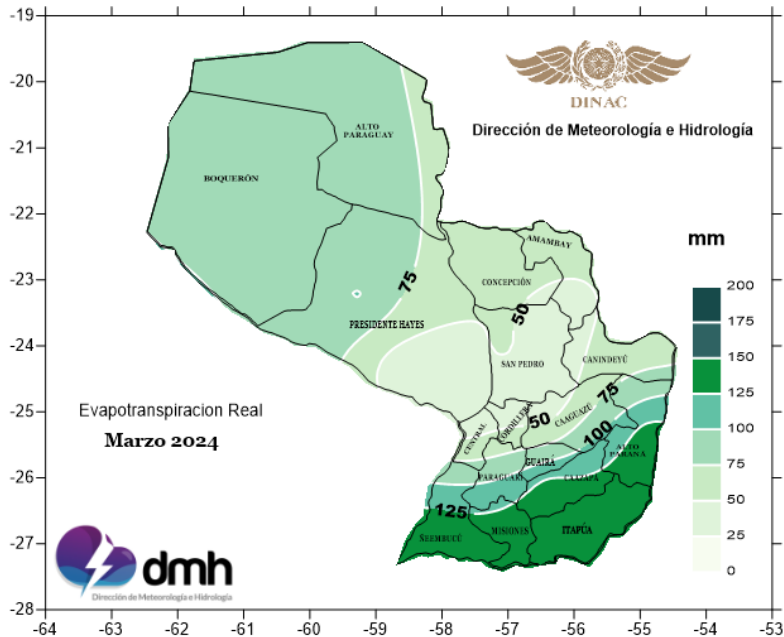 -19
-20
-21
-22
-23
-24
-25
-26
-27
-28
-64
-63
-62
-61
-60
-59
-58
-57
-56
-55
-54
-53
DINAC
Dirección de Meteorología e Hidrología
ALTO
PARAGUAY
BOQUERÓN
AMAMBAY
CONCEPCIÓN
75
50
PRESIDENTE HAYES
SAN PEDRO
CANINDEYÚ
75
CORDILLERA
50
CAAGUAZÚ
CENTRAL
100
GUAIRÁ
ALTO
PARANÁ
PARAGUARÍ
CAAZAPÁ
125
ÑEEMBUCÚ
MISIONES
ITAPÚA
mm
200
175
150
125
100
75
50
25
0
Evapotranspiracion Real
Marzo 2024
dmh
Dirección de Meteorología e Hidrología